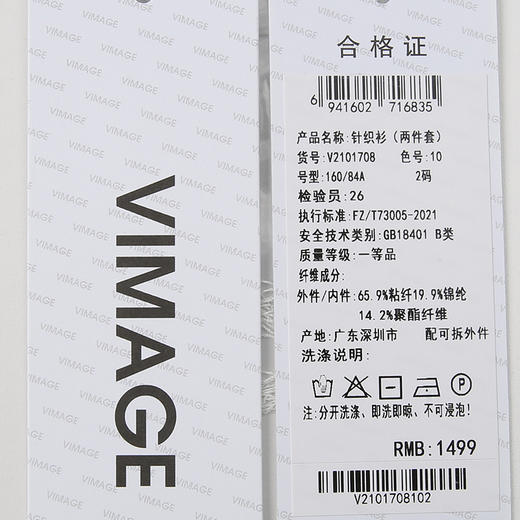 VIMAGE
合格证
6 941602 716835
产品名称:针织衫(两件套)
货号:V2101708 色号:10
号型:160/84A 2码
检验员:26
执行标准:FZ/T73005-2021
安全技术类别:GB18401 B类
质量等级:一等品
纤维成分:
外件/内件:65.9%粘纤19.9%锦纶
14.2%聚酯纤维
产地:广东深圳市 配可拆外件
洗涤说明:
P
注:分开洗涤、即洗即晾、不可浸泡!
RMB:1499
V2101708102